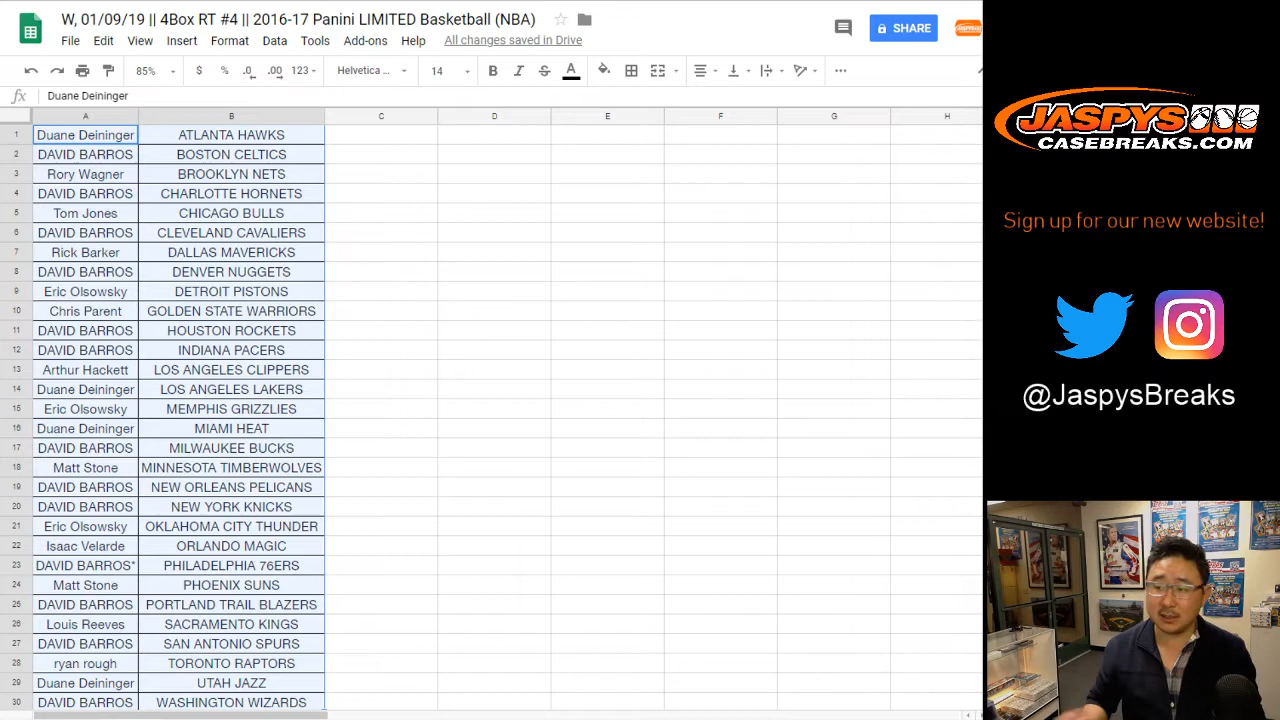 W, 01/09/19 || 4Box RT #4 || 2016-17 Panini LIMITED Basketball (NBA)
File Edit View Insert Format Tools Add-ons Help All changes saved in Drive
SHARE
85% $ % .0 .00 123 Helvetica ... 14 B I S A
fx Duane Deininger
A B C D E F G H
1 Duane Deininger ATLANTA HAWKS
2 DAVID BARROS BOSTON CELTICS
3 Rory Wagner BROOKLYN NETS
4 DAVID BARROS CHARLOTTE HORNETS
5 Tom Jones CHICAGO BULLS
6 DAVID BARROS CLEVELAND CAVALIERS
7 Rick Barker DALLAS MAVERICKS
8 DAVID BARROS DENVER NUGGETS
9 Eric Olsowsky DETROIT PISTONS
10 Chris Parent GOLDEN STATE WARRIORS
11 DAVID BARROS HOUSTON ROCKETS
12 DAVID BARROS INDIANA PACERS
13 Arthur Hackett LOS ANGELES CLIPPERS
14 Duane Deininger LOS ANGELES LAKERS
15 Eric Olsowsky MEMPHIS GRIZZLIES
16 Duane Deininger MIAMI HEAT
17 DAVID BARROS MILWAUKEE BUCKS
18 Matt Stone MINNESOTA TIMBERWOLVES
19 DAVID BARROS NEW ORLEANS PELICANS
20 DAVID BARROS NEW YORK KNICKS
21 Eric Olsowsky OKLAHOMA CITY THUNDER
22 Isaac Velarde ORLANDO MAGIC
23 DAVID BARROS* PHILADELPHIA 76ERS
24 Matt Stone PHOENIX SUNS
25 DAVID BARROS PORTLAND TRAIL BLAZERS
26 Louis Reeves SACRAMENTO KINGS
27 DAVID BARROS SAN ANTONIO SPURS
28 ryan rough TORONTO RAPTORS
29 Duane Deininger UTAH JAZZ
30 DAVID BARROS WASHINGTON WIZARDS
JASPYS
CASEBREAKS.COM
Sign up for our new website!
@JaspysBreaks